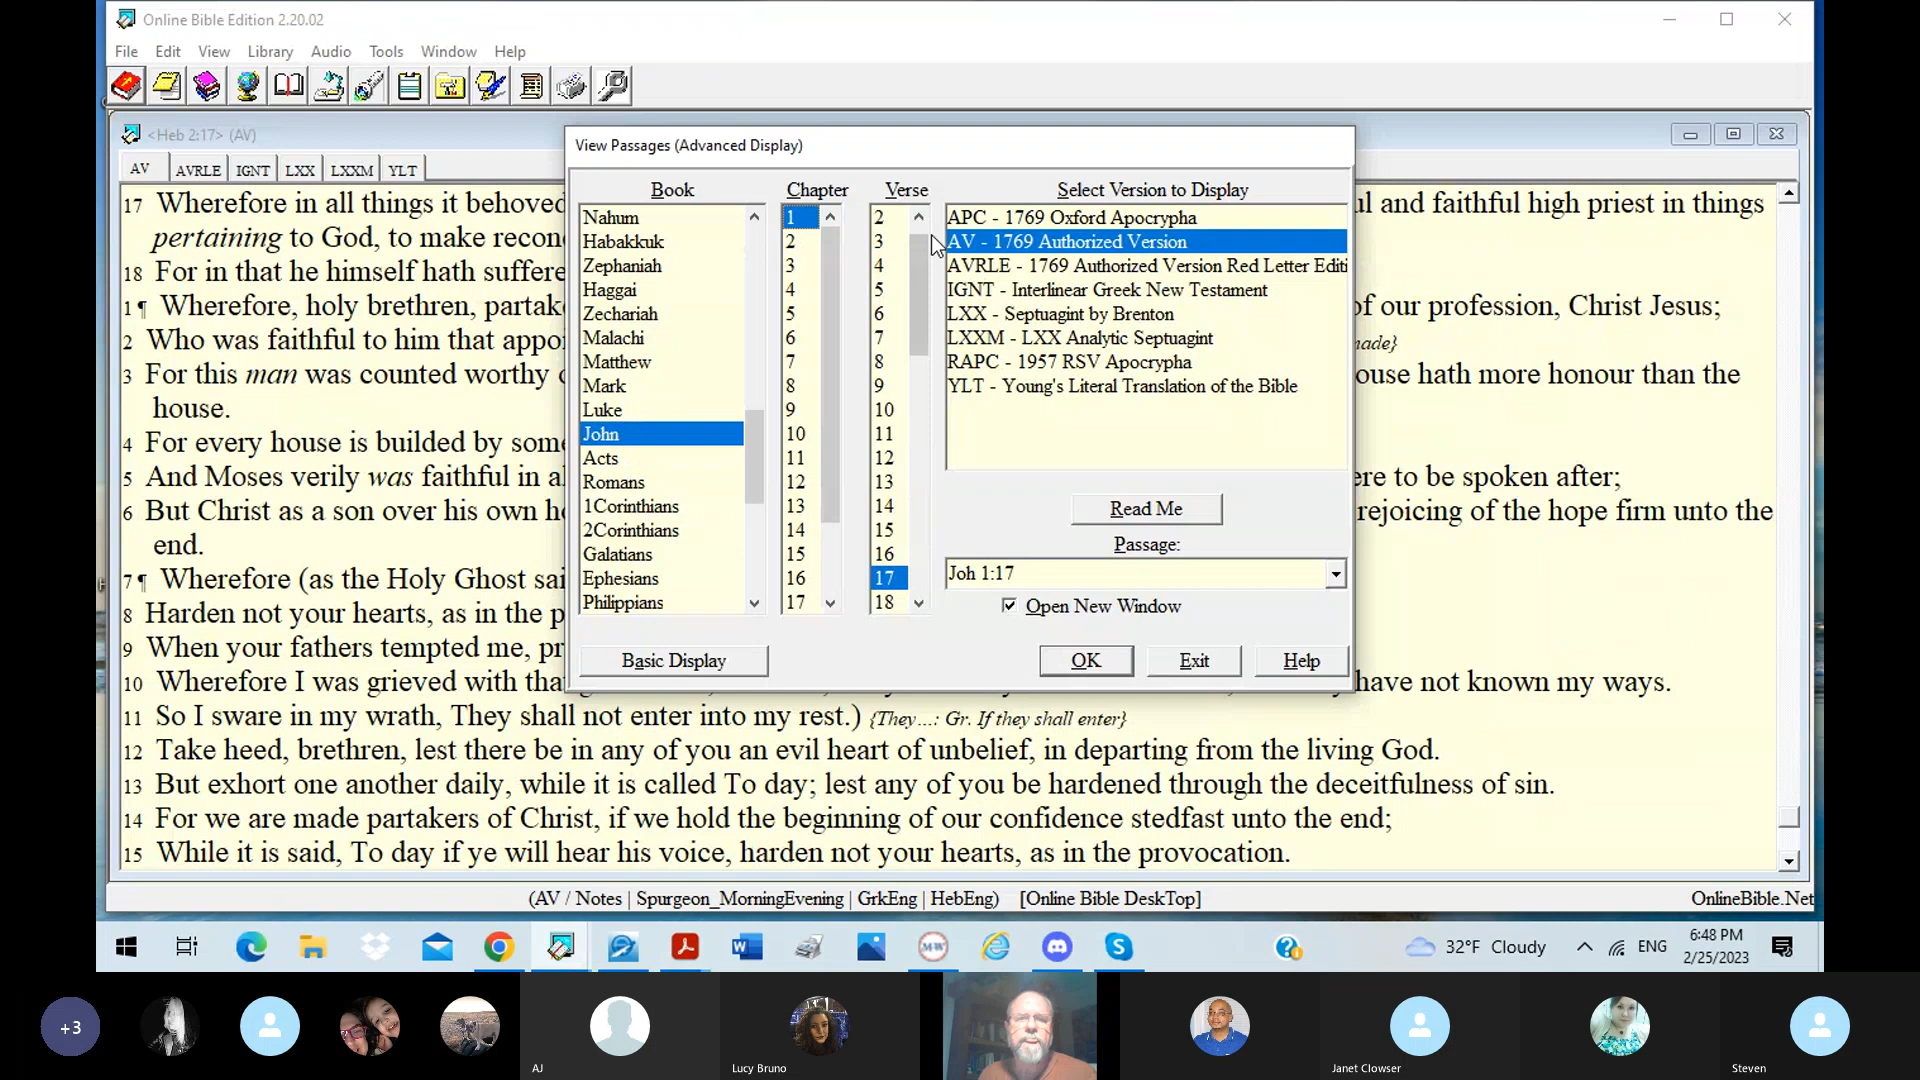 Online Bible Edition 2.20.02
File Edit View Library Audio Tools Window Help
<Heb 2:17> (AV)
AV AVRLE IGNT LXX LXXM YLT
View Passages (Advanced Display)
Book Chapter Verse Select Version to Display
Nahum
Habakkuk
Zephaniah
Haggai
Zechariah
Malachi
Matthew
Mark
Luke
John
Acts
Romans
1Corinthians
2Corinthians
Galatians
Ephesians
Philippians
1
2
3
4
5
6
7
8
9
10
11
12
13
14
15
16
17
2
3
4
5
6
7
8
9
10
11
12
13
14
15
16
17
18
APC - 1769 Oxford Apocrypha
AV - 1769 Authorized Version
AVRLE - 1769 Authorized Version Red Letter Editi
IGNT - Interlinear Greek New Testament
LXX - Septuagint by Brenton
LXXM - LXX Analytic Septuagint
RAPC - 1957 RSV Apocrypha
YLT - Young's Literal Translation of the Bible
Read Me
Passage:
Joh 1:17
Open New Window
Basic Display OK Exit Help
17 Wherefore in all things it behoved ul and faithful high priest in things
pertaining to God, to make recon
18 For in that he himself hath suffere
1 ¶ Wherefore, holy brethren, partake of our profession, Christ Jesus;
2 Who was faithful to him that appoi made}
3 For this man was counted worthy ouse hath more honour than the
house.
4 For every house is builded by some
5 And Moses verily was faithful in al ere to be spoken after;
6 But Christ as a son over his own h rejoicing of the hope firm unto the
end.
7 ¶ Wherefore (as the Holy Ghost sai
8 Harden not your hearts, as in the p
9 When your fathers tempted me, pr
10 Wherefore I was grieved with that have not known my ways.
11 So I sware in my wrath, They shall not enter into my rest.) {They...: Gr. If they shall enter}
12 Take heed, brethren, lest there be in any of you an evil heart of unbelief, in departing from the living God.
13 But exhort one another daily, while it is called To day; lest any of you be hardened through the deceitfulness of sin.
14 For we are made partakers of Christ, if we hold the beginning of our confidence stedfast unto the end;
15 While it is said, To day if ye will hear his voice, harden not your hearts, as in the provocation.
(AV / Notes | Spurgeon_MorningEvening | GrkEng | HebEng) [Online Bible DeskTop] OnlineBible.Net
32°F Cloudy ENG 6:48 PM
2/25/2023
+3
AJ Lucy Bruno Janet Clowser Steven